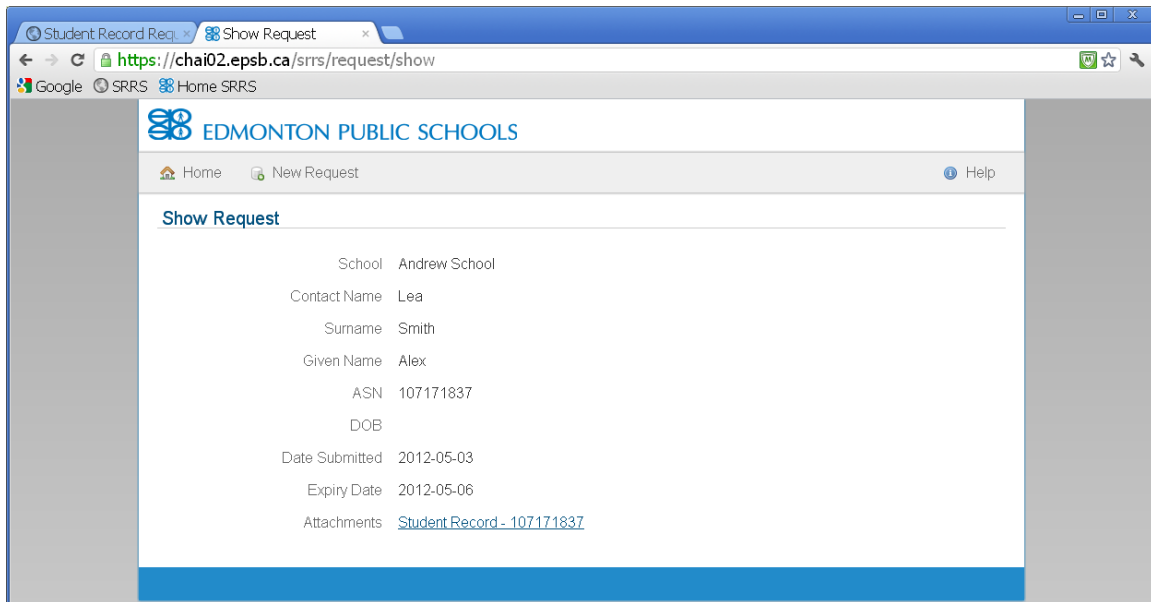 Student Record Requ Show Request
https://chai02.epsb.ca/srrs/request/show
Google SRRS Home SRRS
EDMONTON PUBLIC SCHOOLS
Home New Request Help
Show Request
School Andrew School
Contact Name Lea
Surname Smith
Given Name Alex
ASN 107171837
DOB
Date Submitted 2012-05-03
Expiry Date 2012-05-06
Attachments Student Record - 107171837